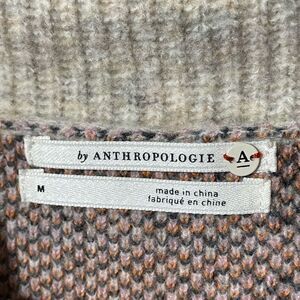 by ANTHROPOLOGIE A
M
made in china
fabriqué en chine